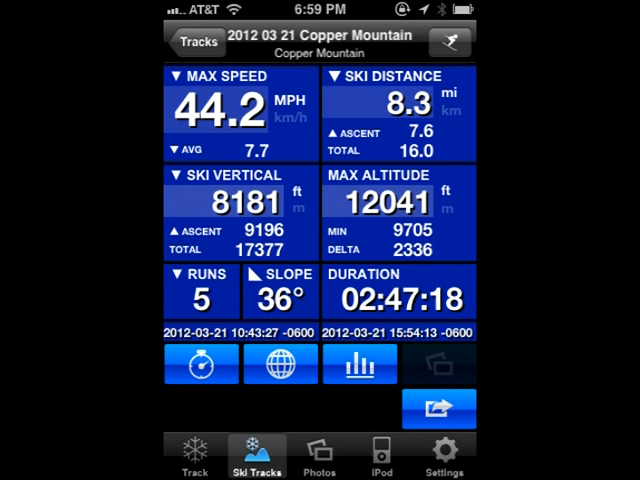 AT&T 6:59 PM
Tracks
2012 03 21 Copper Mountain
Copper Mountain
▼ MAX SPEED
44.2 MPH
km/h
▼ AVG 7.7
▼ SKI DISTANCE
8.3 mi
km
▲ ASCENT 7.6
TOTAL 16.0
▼ SKI VERTICAL
8181 ft
m
▲ ASCENT 9196
TOTAL 17377
MAX ALTITUDE
12041 ft
m
MIN 9705
DELTA 2336
▼ RUNS
5
SLOPE
36°
DURATION
02:47:18
2012-03-21 10:43:27 -0600
2012-03-21 15:54:13 -0600
Track
Ski Tracks
Photos
iPod
Settings